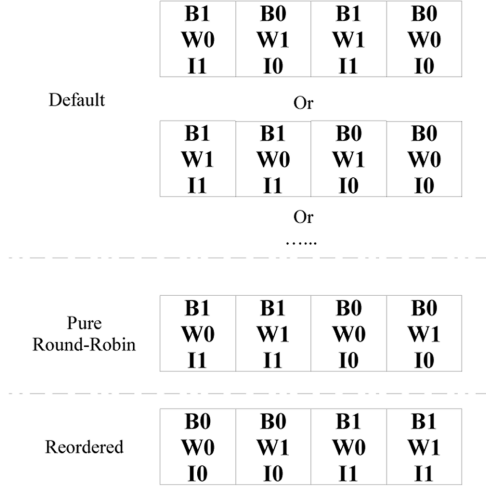 B1 B0 B1 B0
W0 W1 W1 W0
I1 I0 I1 I0
Default
Or
B1 B1 B0 B0
W1 W0 W1 W0
I1 I1 I0 I0
Or
…...
B1 B1 B0 B0
Pure
W0 W1 W0 W1
Round-Robin
I1 I1 I0 I0
B0 B0 B1 B1
Reordered W0 W1 W0 W1
I0 I0 I1 I1